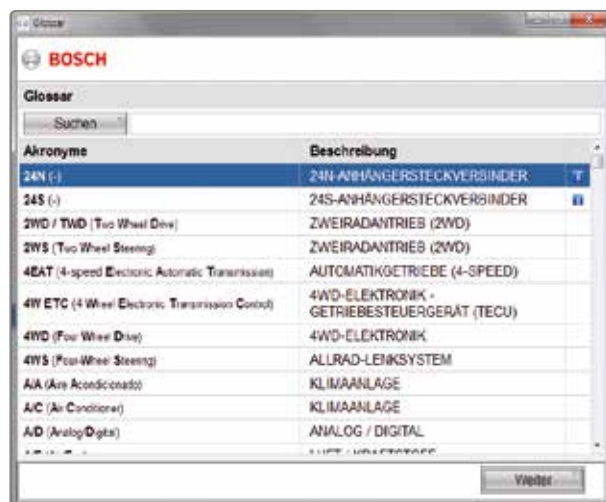 Glossar
BOSCH
Glossar
Suchen
Akronyme Beschreibung
24N (-) 24N-ANHÄNGERSTECKVERBINDER
24S (-) 24S-ANHÄNGERSTECKVERBINDER
2WD / TWD (Two Wheel Drive) ZWEIRADANTRIEB (2WD)
2WS (Two Wheel Steering) ZWEIRADANTRIEB (2WD)
4EAT (4-speed Electronic Automatic Transmission) AUTOMATIKGETRIEBE (4-SPEED)
4W ETC (4 Wheel Electronic Transmission Control) 4WD-ELEKTRONIK -
GETRIEBESTEUERGERÄT (TECU)
4WD (Four Wheel Drive) 4WD-ELEKTRONIK
4WS (Four-Wheel Steering) ALLRAD-LENKSYSTEM
A/A (Aire Acondicionado) KLIMAANLAGE
A/C (Air Conditioner) KLIMAANLAGE
A/D (Analog/Digital) ANALOG / DIGITAL
Weiter